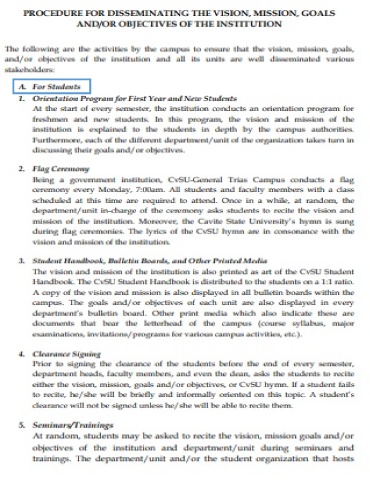 PROCEDURE FOR DISSEMINATING THE VISION, MISSION, GOALS
AND/OR OBJECTIVES OF THE INSTITUTION
The following are the activities by the campus to ensure that the vision, mission, goals,
and/or objectives of the institution and all its units are well disseminated various
stakeholders:
A. For Students
1. Orientation Program for First Year and New Students
At the start of every semester, the institution conducts an orientation program for
freshmen and new students. In this program, the vision and mission of the
institution is explained to the students in depth by the campus authorities.
Furthermore, each of the different department/unit of the organization takes turn in
discussing their goals and/or objectives.
2. Flag Ceremony
Being a government institution, CvSU-General Trias Campus conducts a flag
ceremony every Monday, 7:00am. All students and faculty members with a class
scheduled at this time are required to attend. Once in a while, at random, the
department/unit in-charge of the ceremony asks students to recite the vision and
mission of the institution. Moreover, the Cavite State University's hymn is sung
during flag ceremonies. The lyrics of the CvSU hymn are in consonance with the
vision and mission of the institution.
3. Student Handbook, Bulletin Boards, and Other Printed Media
The vision and mission of the institution is also printed as art of the CvSU Student
Handbook. The CvSU Student Handbook is distributed to the students on a 1:1 ratio.
A copy of the vision and mission is also displayed in all bulletin boards within the
campus. The goals and/or objectives of each unit are also displayed in every
department's bulletin board. Other print media which also indicate these are
documents that bear the letterhead of the campus (course syllabus, major
examinations, invitations/programs for various campus activities, etc.).
4. Clearance Signing
Prior to signing the clearance of the students before the end of every semester,
department heads, faculty members, and even the dean, asks the students to recite
either the vision, mission, goals and/or objectives, or CvSU hymn. If a student fails
to recite, he/she will be briefly and informally oriented on this topic. A student's
clearance will not be signed unless he/she will be able to recite them.
5. Seminars/Trainings
At random, students may be asked to recite the vision, mission goals and/or
objectives of the institution and department/unit during seminars and
trainings. The department/unit and/or the student organization that hosts